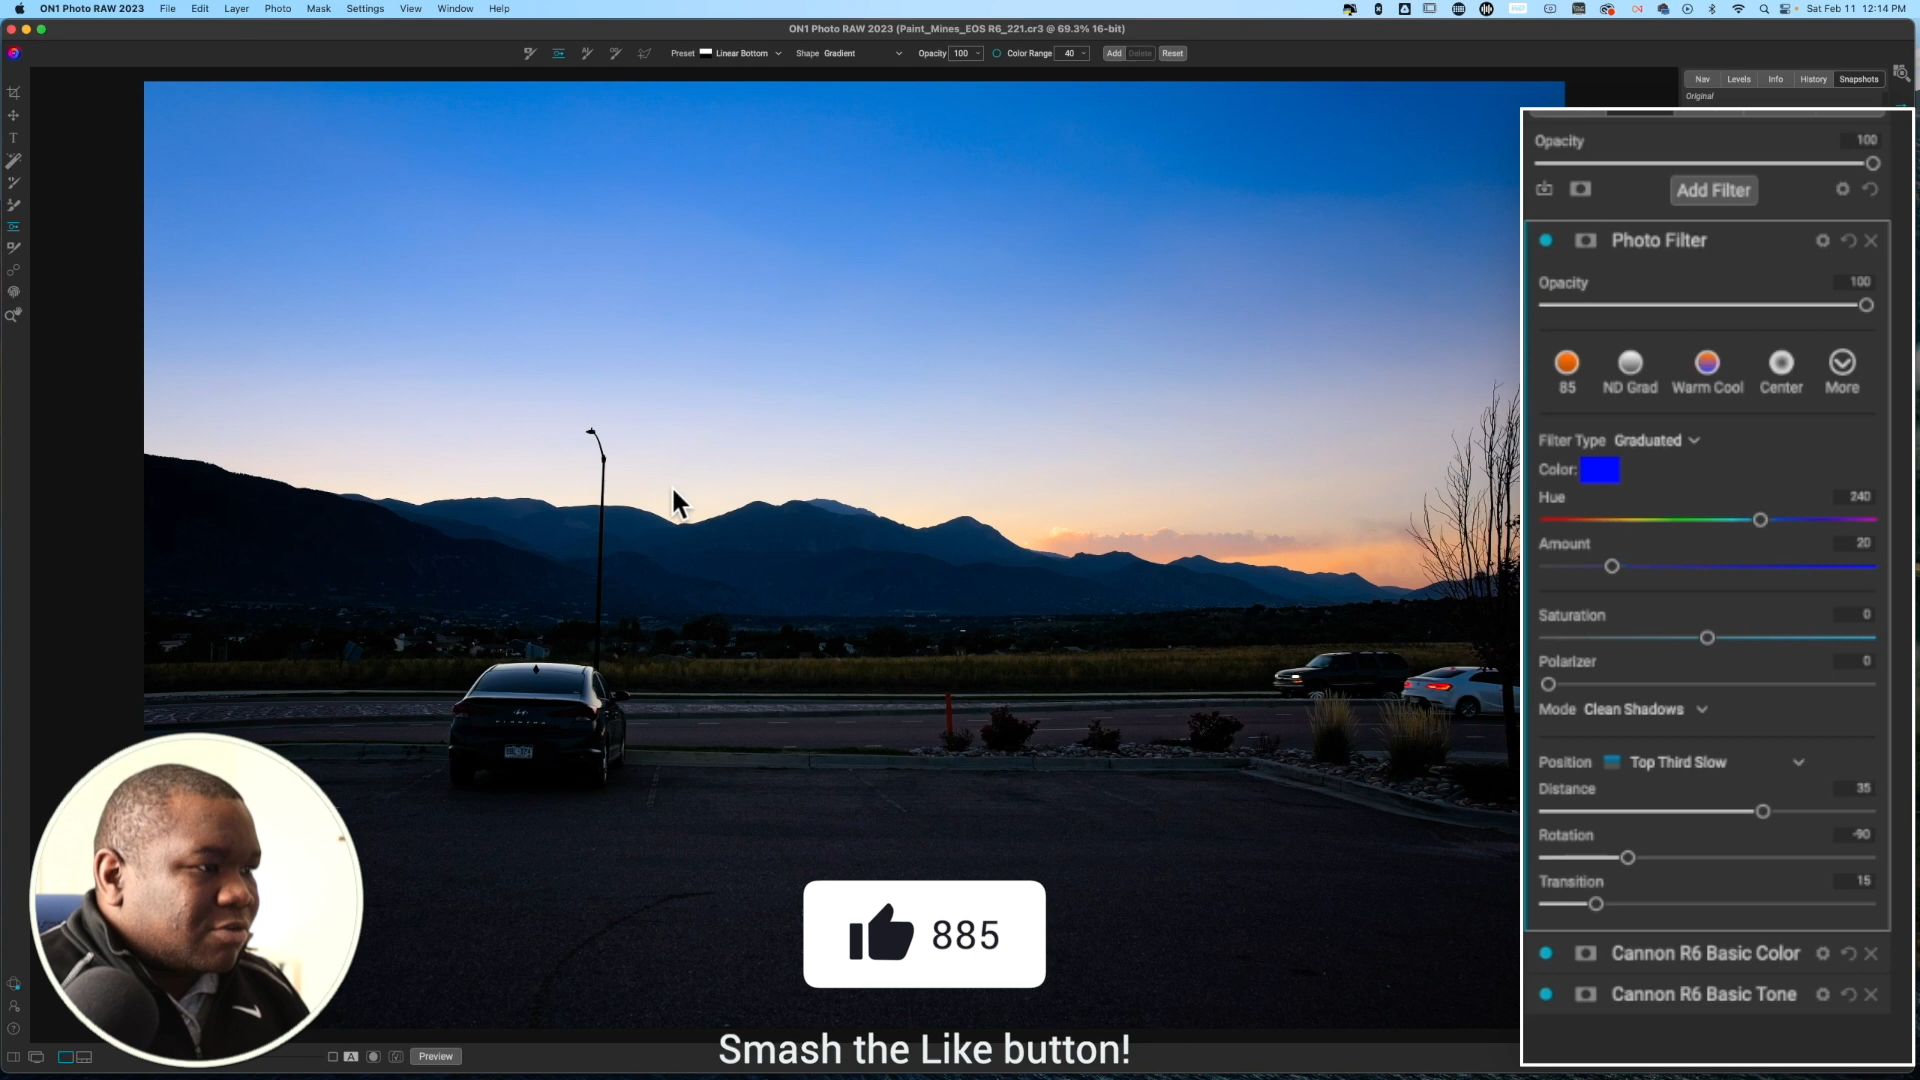 ON1 Photo RAW 2023 File Edit Layer Photo Mask Settings View Window Help
Sat Feb 11 12:14 PM
ON1 Photo RAW 2023 (Paint_Mines_EOS R6_221.cr3 @ 69.3% 16-bit)
Preset Linear Bottom Shape Gradient Opacity 100 Color Range 40 Add Delete Reset
Nav Levels Info History Snapshots
Original
Opacity 100
Add Filter
Photo Filter
Opacity 100
85 ND Grad Warm Cool Center More
Filter Type Graduated
Color:
Hue 240
Amount 20
Saturation 0
Polarizer 0
Mode Clean Shadows
Position Top Third Slow
Distance 35
Rotation -90
Transition 15
Cannon R6 Basic Color
Cannon R6 Basic Tone
885
Smash the Like button!
A Preview